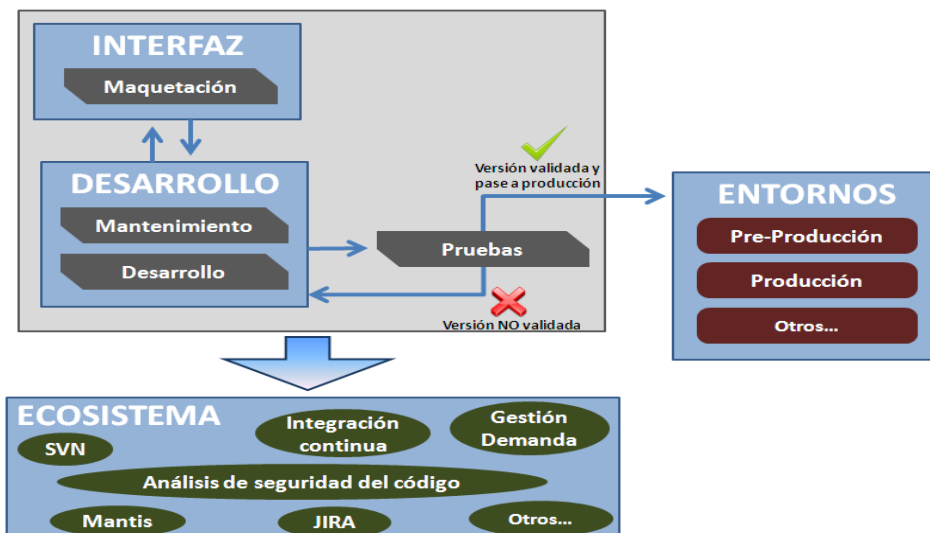 INTERFAZ
Maquetación
DESARROLLO
Mantenimiento
Desarrollo
Pruebas
Versión validada y
pase a producción
Versión NO validada
ENTORNOS
Pre-Producción
Producción
Otros...
ECOSISTEMA
SVN
Integración
continua
Gestión
Demanda
Análisis de seguridad del código
Mantis
JIRA
Otros...